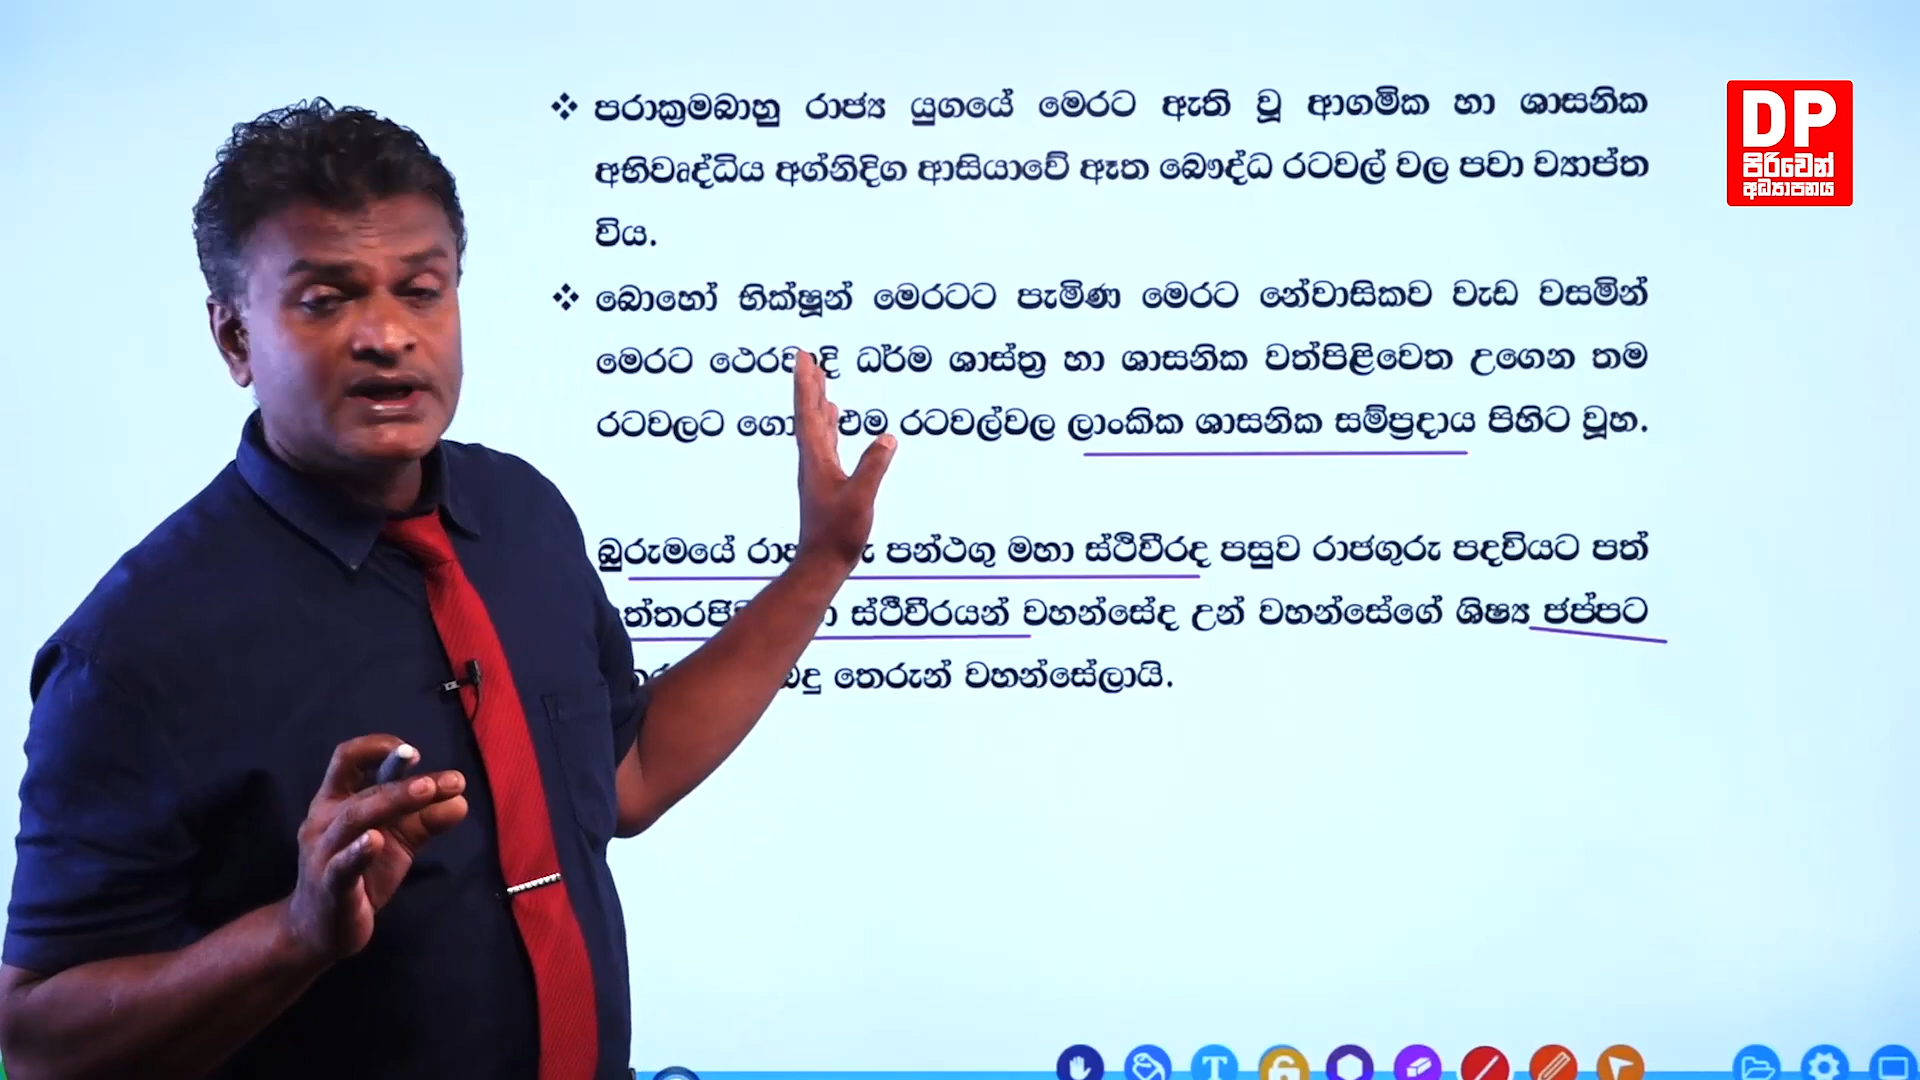 ❖ පරාක්‍රමබාහු රාජ්‍ය යුගයේ මෙරට ඇති වූ ආගමික හා ශාසනික
අභිවෘද්ධිය අග්නිදිග ආසියාවේ ඈත බෞද්ධ රටවල් වල පවා ව්‍යාප්ත
විය.
❖ බොහෝ භික්ෂූන් මෙරටට පැමිණ මෙරට නේවාසිකව වැඩ වසමින්
මෙරට ථෙරවාදි ධර්ම ශාස්ත්‍ර හා ශාසනික වත්පිළිවෙත උගෙන තම
රටවලට එම රටවල්වල ලාංකික ශාසනික සම්ප්‍රදාය පිහිට වූහ.
බුරුමයේ පන්ථගු මහා ස්ථිවීරද පසුව රාජගුරු පදවියට පත්
ස්ථිවීරයන් වහන්සේද උන් වහන්සේගේ ශිෂ්‍ය ජප්පට
තෙරුන් වහන්සේලායි.
DP
පිරිවෙන්
අධ්‍යාපනය